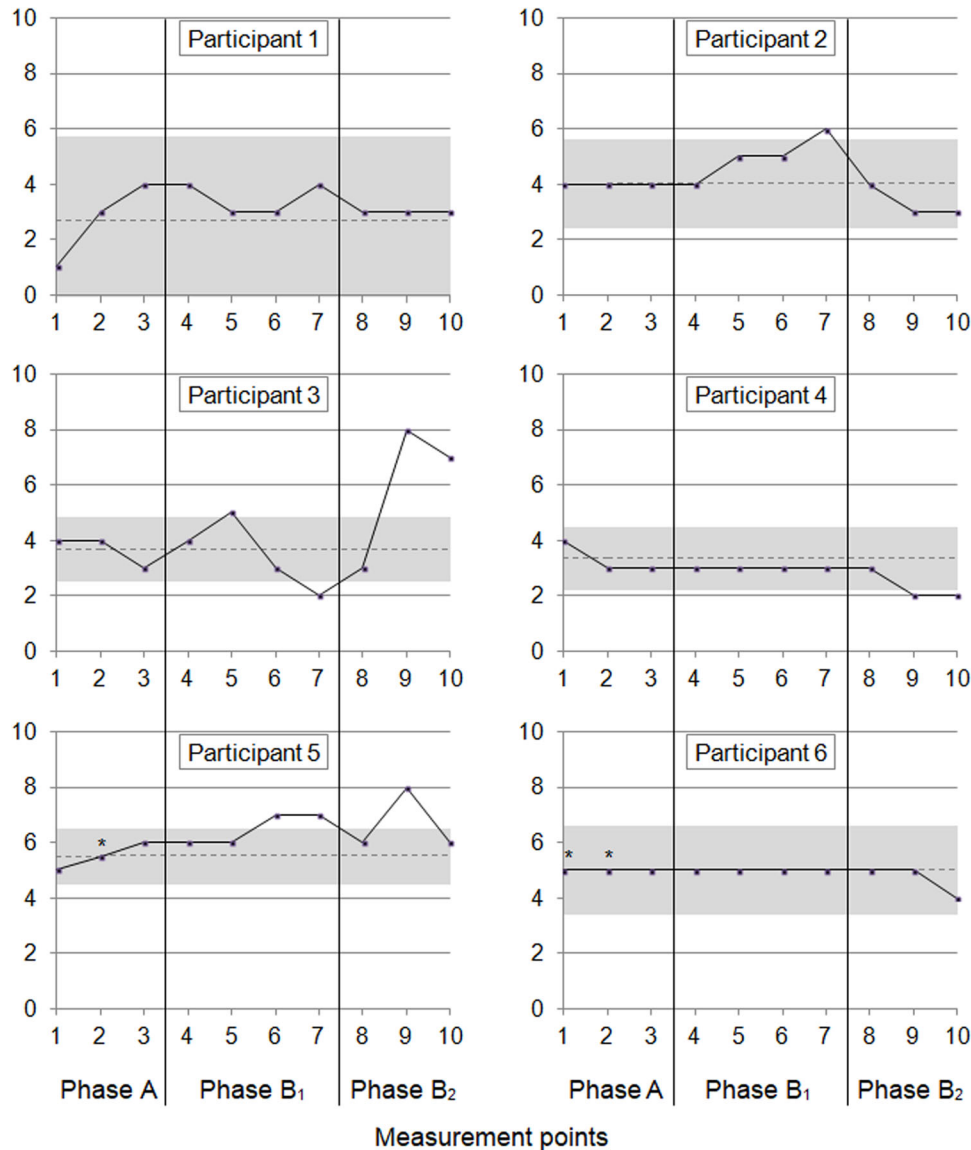 Participant 1
10
8
6
4
2
0
1 2 3 4 5 6 7 8 9 10
Participant 2
10
8
6
4
2
0
1 2 3 4 5 6 7 8 9 10
Participant 3
10
8
6
4
2
0
1 2 3 4 5 6 7 8 9 10
Participant 4
10
8
6
4
2
0
1 2 3 4 5 6 7 8 9 10
Participant 5
10
8
6
4
2
0
*
1 2 3 4 5 6 7 8 9 10
Participant 6
10
8
6
4
2
0
* *
1 2 3 4 5 6 7 8 9 10
Phase A Phase B₁ Phase B₂
Phase A Phase B₁ Phase B₂
Measurement points